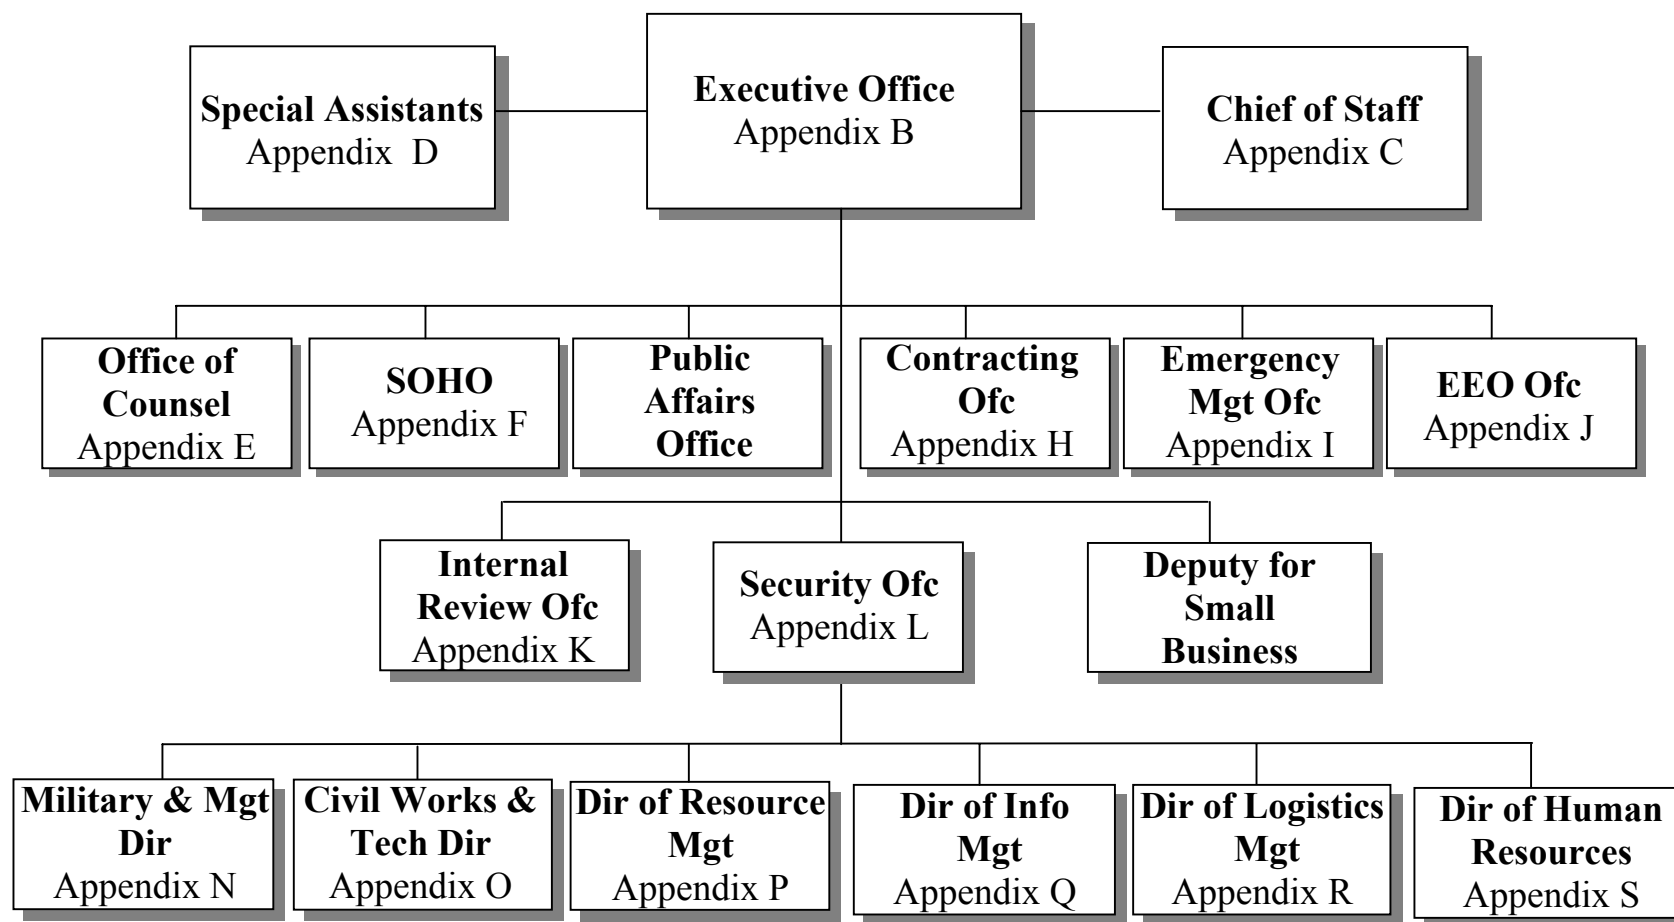 Special Assistants
Appendix D
Executive Office
Appendix B
Chief of Staff
Appendix C
Office of
Counsel
Appendix E
SOHO
Appendix F
Public
Affairs
Office
Contracting
Ofc
Appendix H
Emergency
Mgt Ofc
Appendix I
EEO Ofc
Appendix J
Internal
Review Ofc
Appendix K
Security Ofc
Appendix L
Deputy for
Small
Business
Military & Mgt
Dir
Appendix N
Civil Works &
Tech Dir
Appendix O
Dir of Resource
Mgt
Appendix P
Dir of Info
Mgt
Appendix Q
Dir of Logistics
Mgt
Appendix R
Dir of Human
Resources
Appendix S